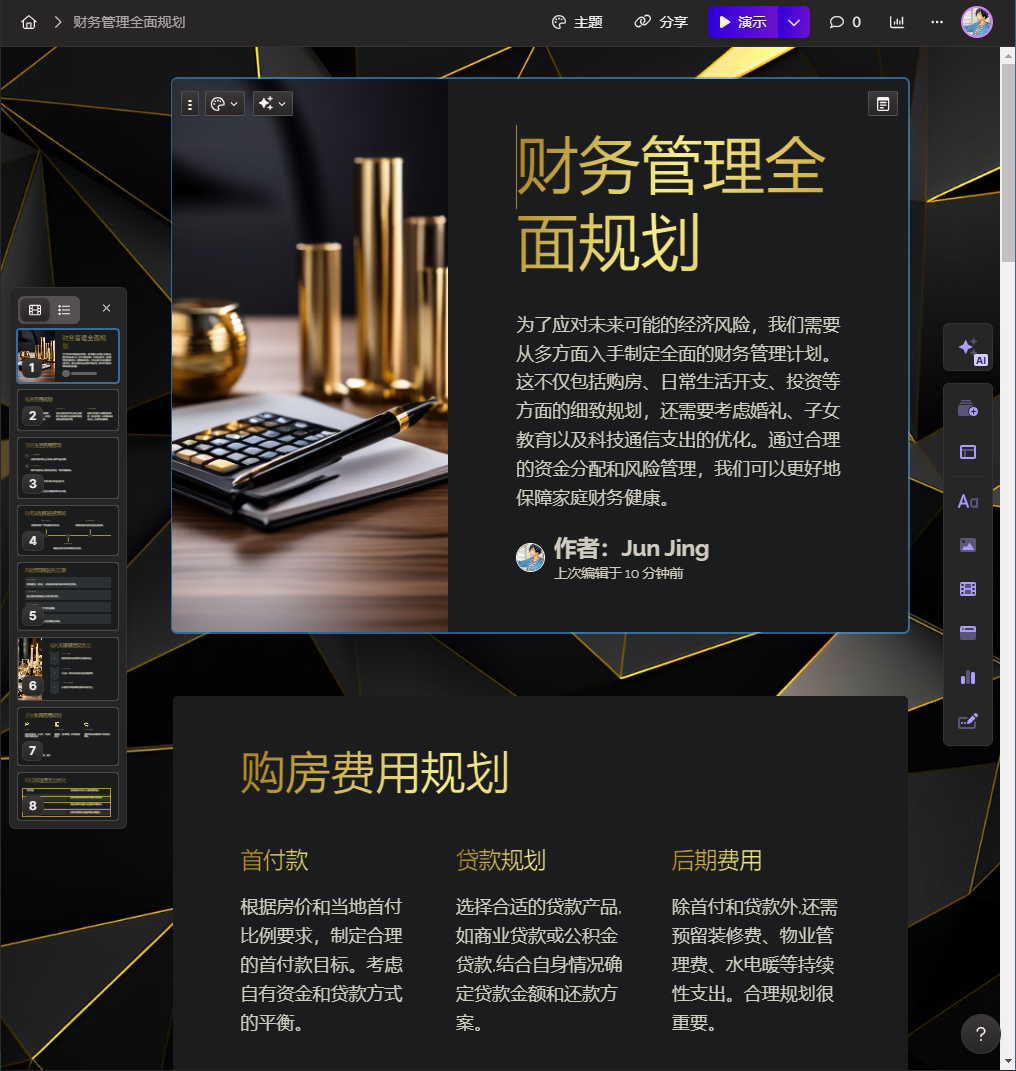 财务管理全面规划
主题
分享
演示
0
财务管理全
面规划
为了应对未来可能的经济风险，我们需要
从多方面入手制定全面的财务管理计划。
这不仅包括购房、日常生活开支、投资等
方面的细致规划，还需要考虑婚礼、子女
教育以及科技通信支出的优化。通过合理
的资金分配和风险管理，我们可以更好地
保障家庭财务健康。
作者：Jun Jing
上次编辑于 10 分钟前
1
2
3
4
5
6
7
8
AI
Aa
购房费用规划
首付款
根据房价和当地首付
比例要求，制定合理
的首付款目标。考虑
自有资金和贷款方式
的平衡。
贷款规划
选择合适的贷款产品,
如商业贷款或公积金
贷款,结合自身情况确
定贷款金额和还款方
案。
后期费用
除首付和贷款外,还需
预留装修费、物业管
理费、水电暖等持续
性支出。合理规划很
重要。
?